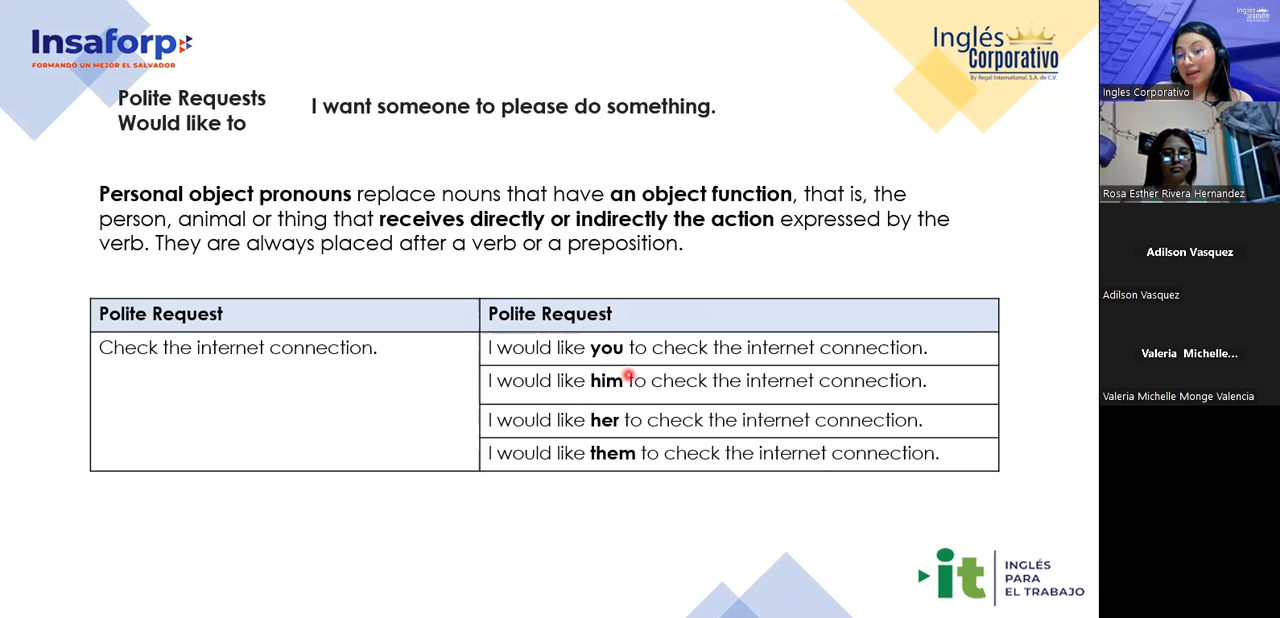 Insaforp
FORMANDO UN MEJOR EL SALVADOR
Inglés
Corporativo
By Regal International, S.A. de C.V.
Polite Requests
Would like to
I want someone to please do something.
Personal object pronouns replace nouns that have an object function, that is, the
person, animal or thing that receives directly or indirectly the action expressed by the
verb. They are always placed after a verb or a preposition.
Polite Request
Polite Request
Check the internet connection.
I would like you to check the internet connection.
I would like him to check the internet connection.
I would like her to check the internet connection.
I would like them to check the internet connection.
it
INGLÉS
PARA
EL TRABAJO
Inglés
Ingles Corporativo
Rosa Esther Rivera Hernandez
Adilson Vasquez
Adilson Vasquez
Valeria Michelle...
Valeria Michelle Monge Valencia